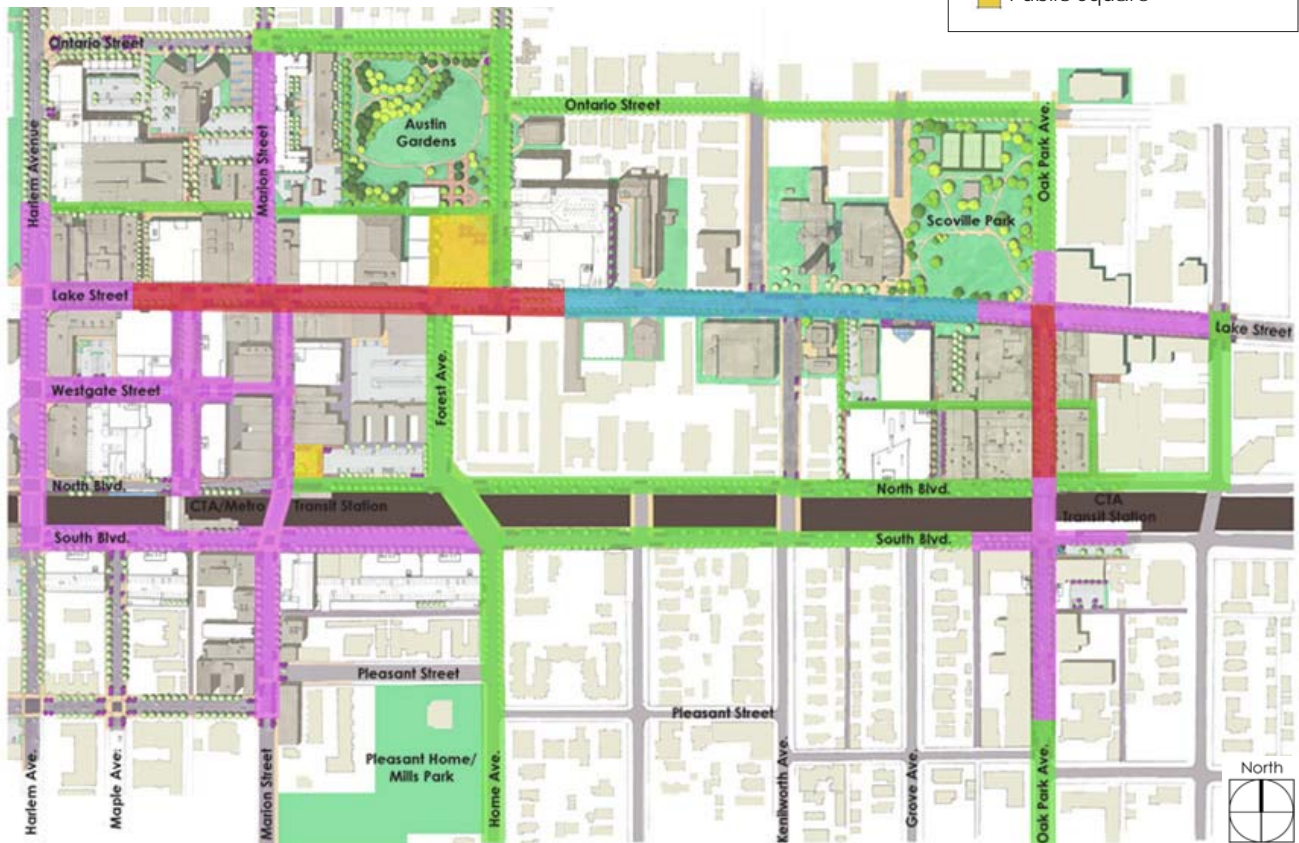 Public Square
Ontario Street
Ontario Street
Harlem Avenue
Marion Street
Austin
Gardens
Oak Park Ave.
Scoville Park
Lake Street
Lake Street
Westgate Street
Forest Ave.
North Blvd.
North Blvd.
CTA/Metro
Transit Station
CTA
Transit Station
South Blvd.
South Blvd.
Pleasant Street
Pleasant Street
Pleasant Home/
Mills Park
Harlem Ave.
Maple Ave.
Marion Street
Home Ave.
Kenilworth Ave.
Grove Ave.
Oak Park Ave.
North